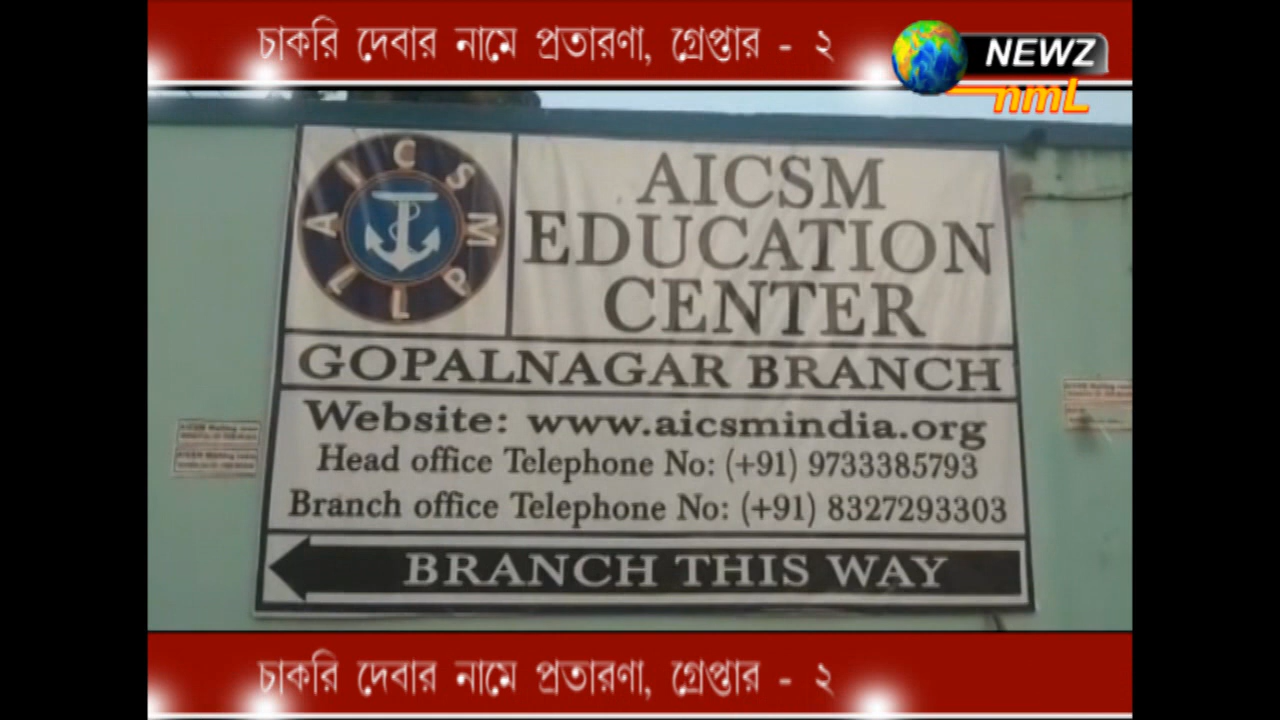 চাকরি দেবার নামে প্রতারণা, গ্রেপ্তার - ২
NEWZ
nmL
AICSMPLL
AICSM
EDUCATION
CENTER
GOPALNAGAR BRANCH
Website: www.aicsmindia.org
Head office Telephone No: (+91) 9733385793
Branch office Telephone No: (+91) 8327293303
BRANCH THIS WAY
চাকরি দেবার নামে প্রতারণা, গ্রেপ্তার - ২